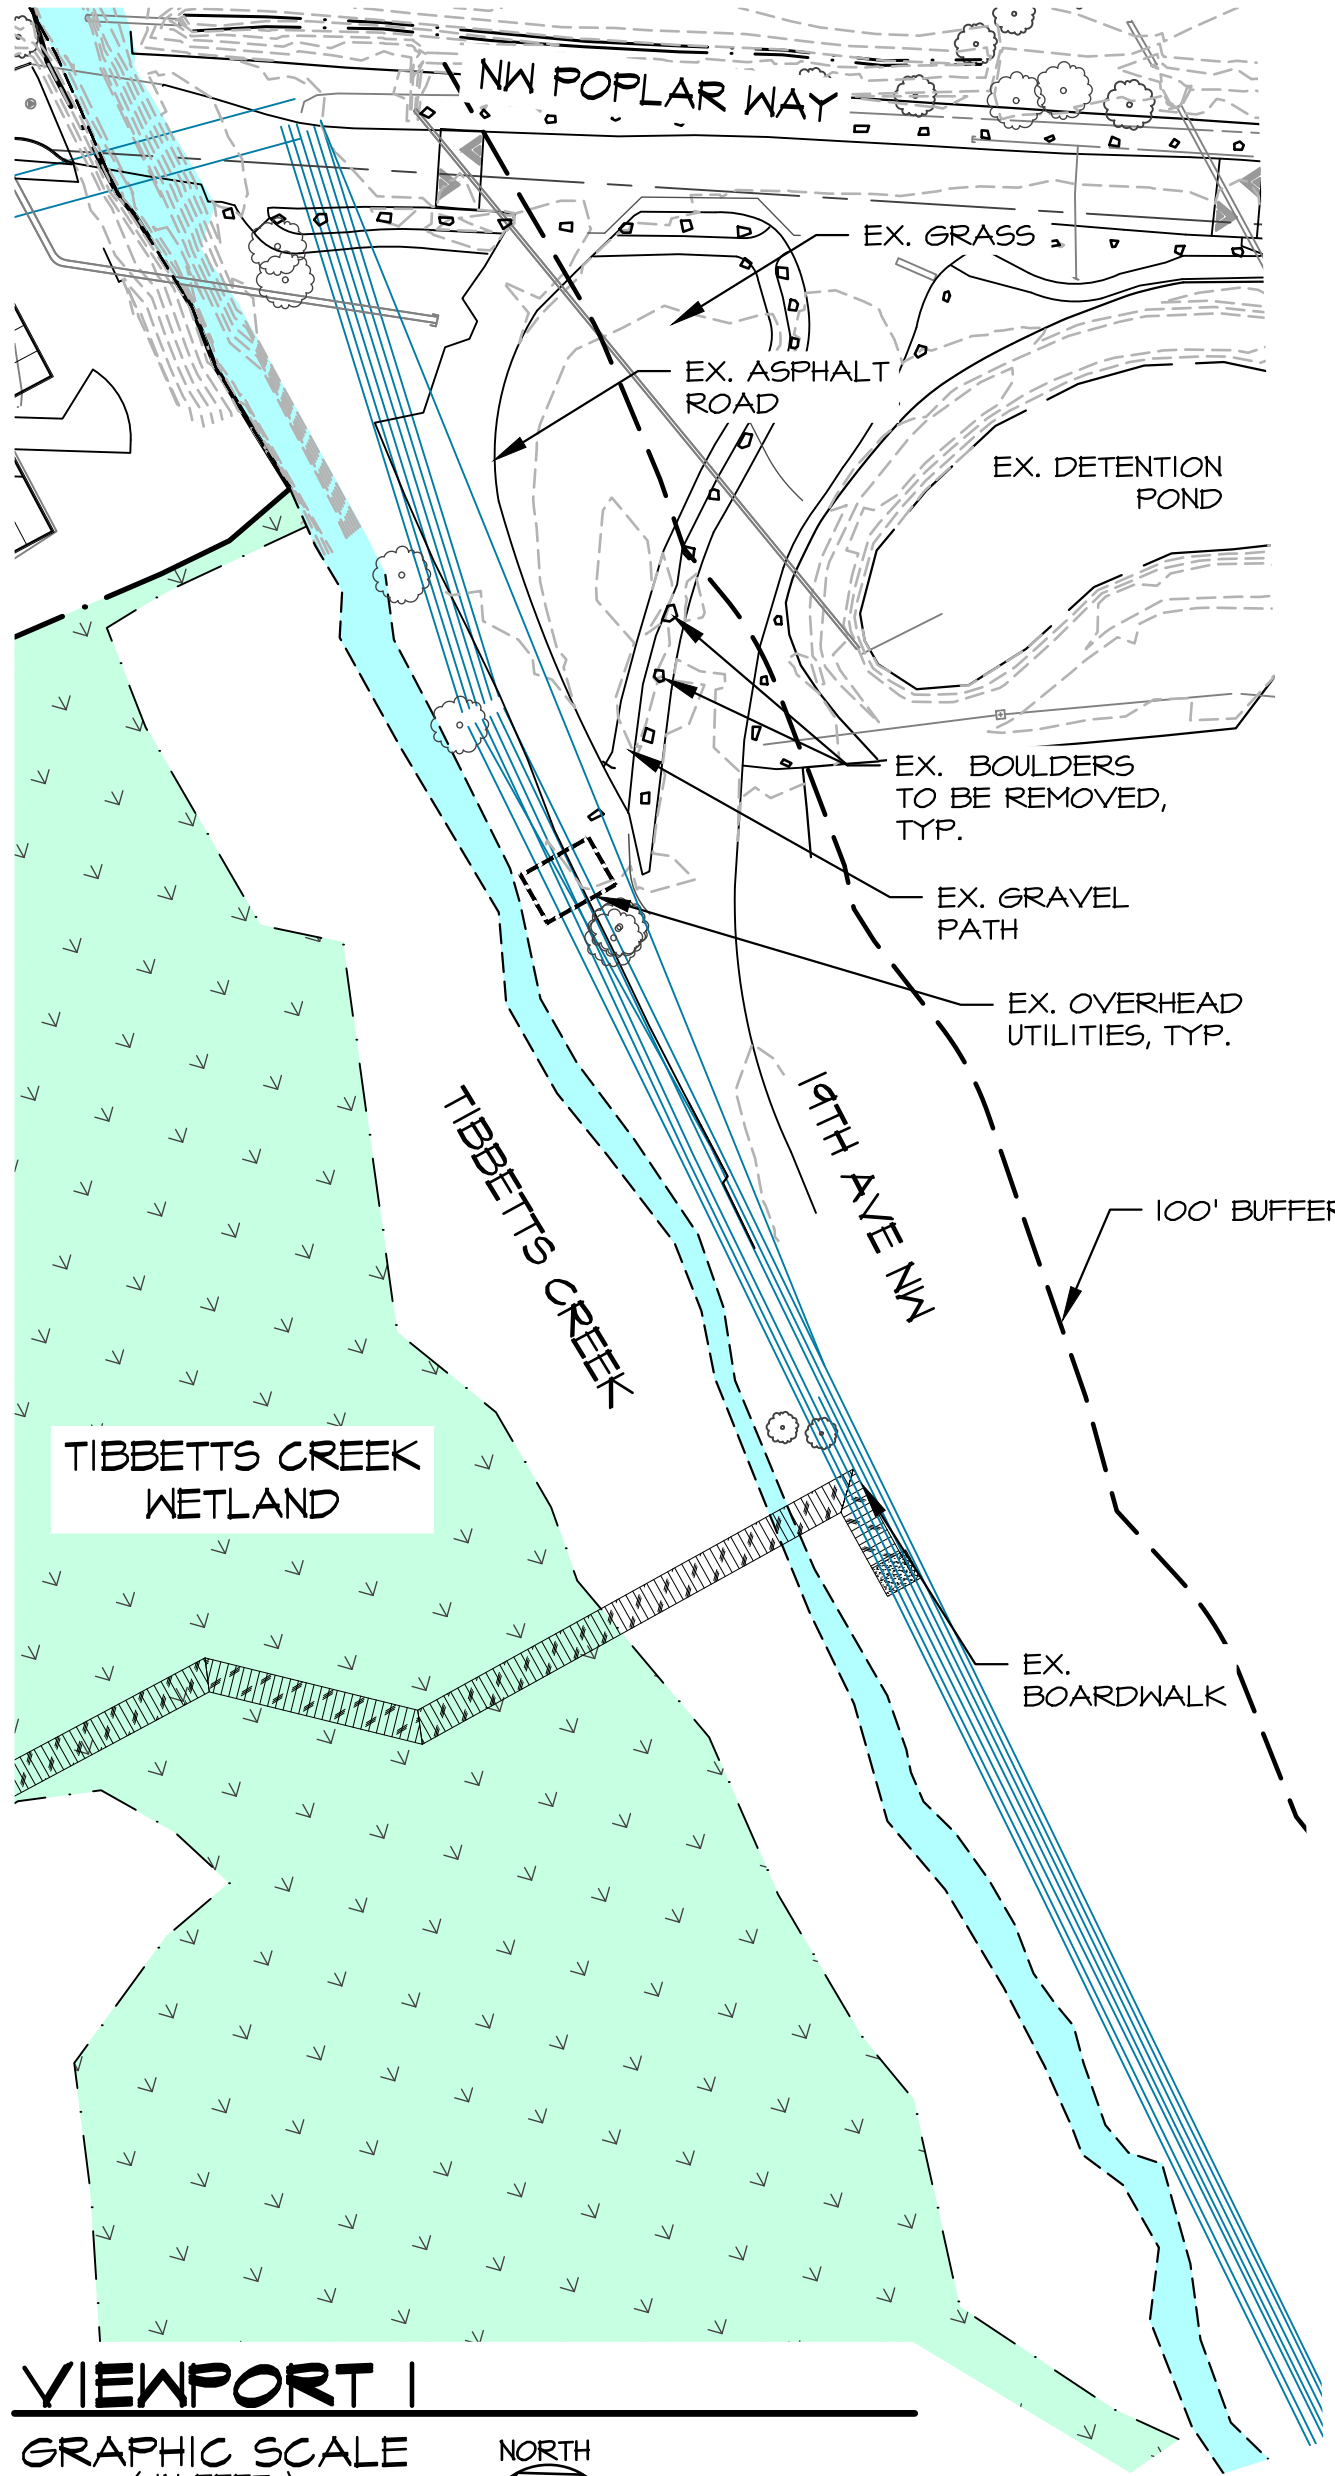 NW POPLAR WAY
EX. GRASS
EX. ASPHALT
ROAD
EX. DETENTION
POND
EX. BOULDERS
TO BE REMOVED,
TYP.
EX. GRAVEL
PATH
EX. OVERHEAD
UTILITIES, TYP.
TIBBETTS CREEK
19TH AVE NW
100' BUFFER
TIBBETTS CREEK
WETLAND
EX.
BOARDWALK
VIEWPORT 1
GRAPHIC SCALE
NORTH